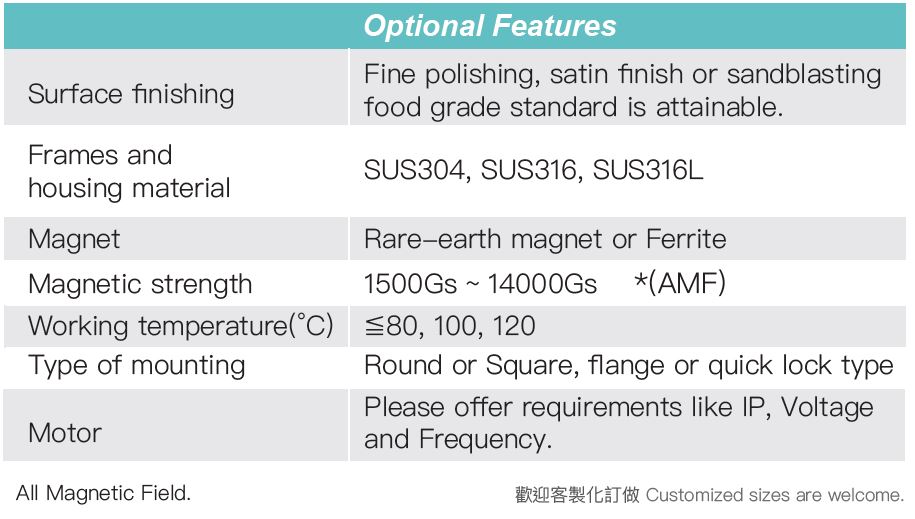 Optional Features
Surface finishing
Fine polishing, satin finish or sandblasting
food grade standard is attainable.
Frames and
housing material
SUS304, SUS316, SUS316L
Magnet
Rare–earth magnet or Ferrite
Magnetic strength
1500Gs ~ 14000Gs *(AMF)
Working temperature(°C)
≦80, 100, 120
Type of mounting
Round or Square, flange or quick lock type
Motor
Please offer requirements like IP, Voltage
and Frequency.
All Magnetic Field.
歡迎客製化訂做 Customized sizes are welcome.